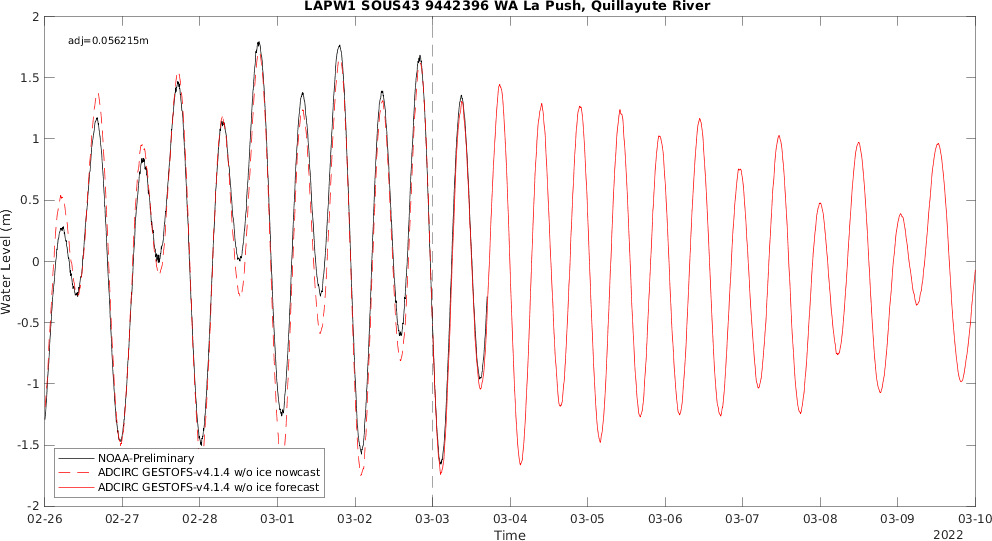 LAPW1 SOUS43 9442396 WA La Push, Quillayute River
adj=0.056215m
2
1.5
1
0.5
0
-0.5
-1
-1.5
-2
Water Level (m)
NOAA-Preliminary
ADCIRC GESTOFS-v4.1.4 w/o ice nowcast
ADCIRC GESTOFS-v4.1.4 w/o ice forecast
02-26 02-27 02-28 03-01 03-02 03-03 03-04 03-05 03-06 03-07 03-08 03-09 03-10
Time
2022